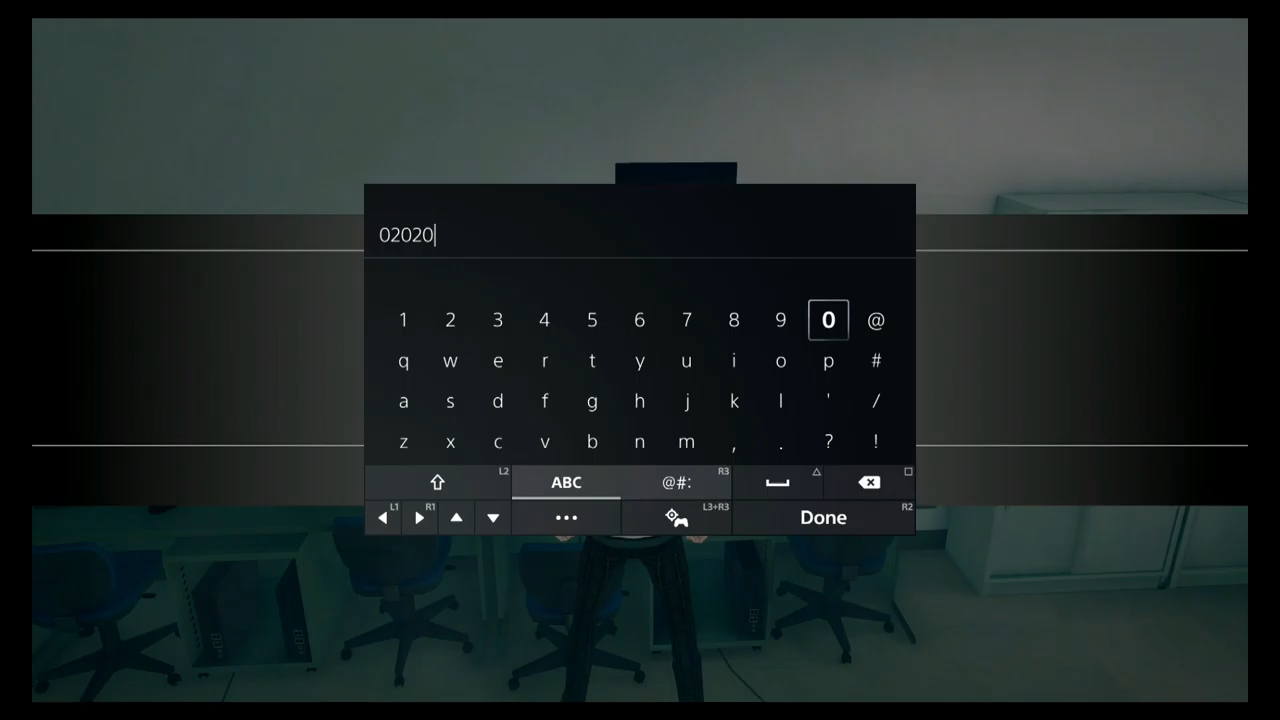 02020
1 2 3 4 5 6 7 8 9 0 @
q w e r t y u i o p #
a s d f g h j k l ' /
z x c v b n m , . ? !
L2 ABC @#: R3
L1 R1 ••• L3+R3 Done R2